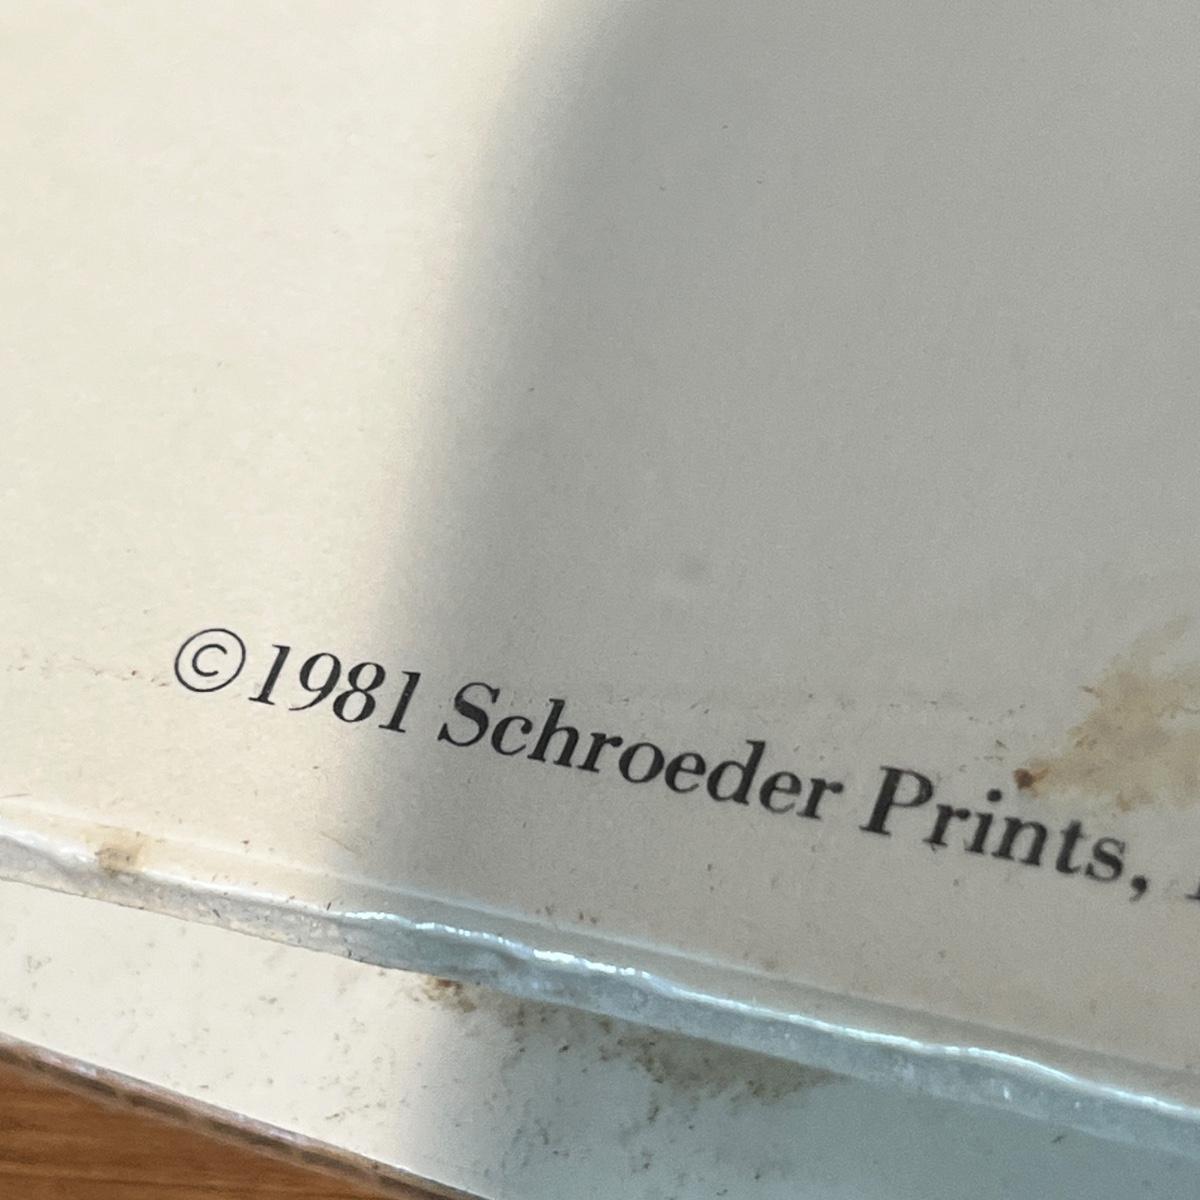 ©1981 Schroeder Prints,